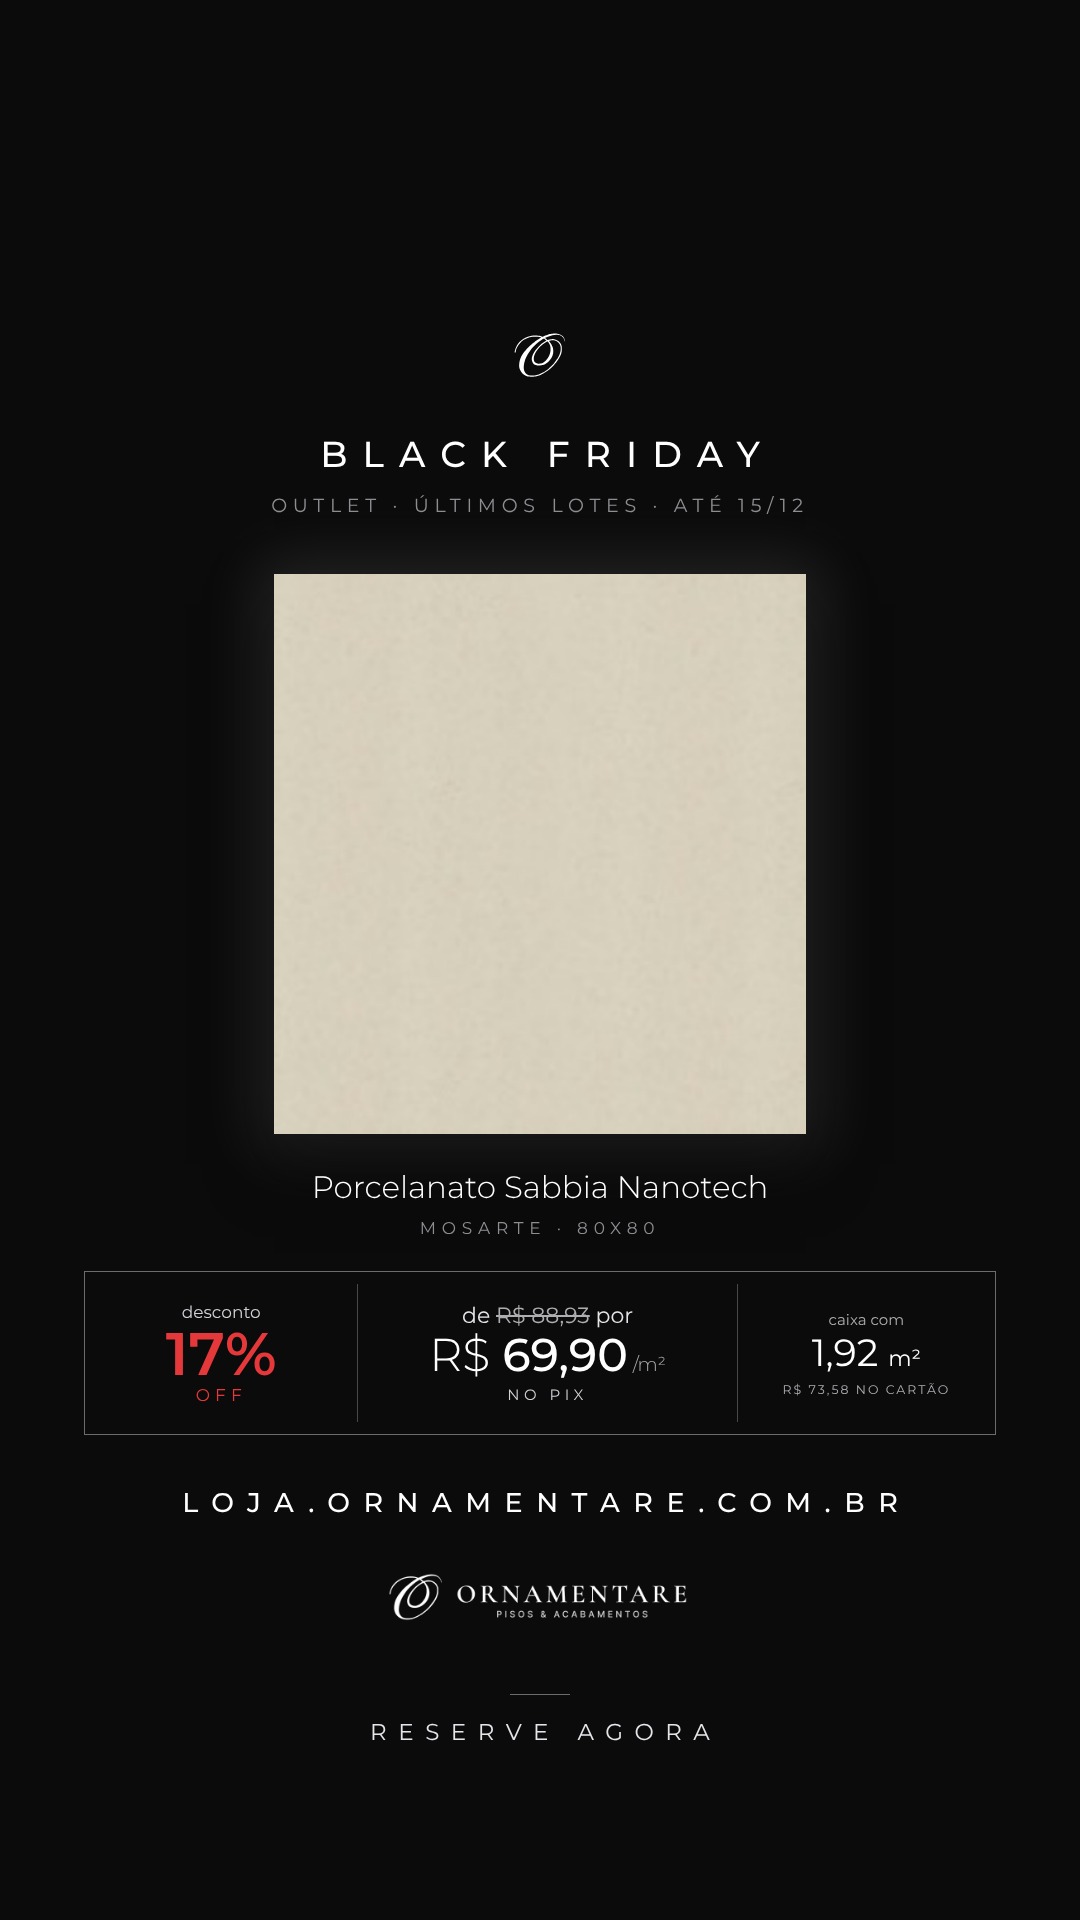 O
BLACK FRIDAY
OUTLET · ÚLTIMOS LOTES · ATÉ 15/12
Porcelanato Sabbia Nanotech
MOSARTE · 80X80
desconto
17%
OFF
de R$ 88,93 por
R$ 69,90 /m²
NO PIX
caixa com
1,92 m²
R$ 73,58 NO CARTÃO
LOJA.ORNAMENTARE.COM.BR
O ORNAMENTARE
PISOS & ACABAMENTOS
RESERVE AGORA